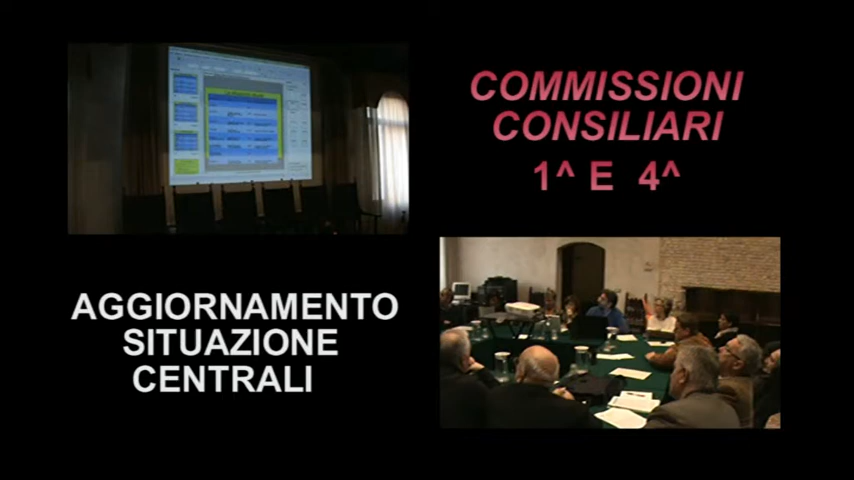 COMMISSIONI
CONSILIARI
1^ E 4^
AGGIORNAMENTO
SITUAZIONE
CENTRALI